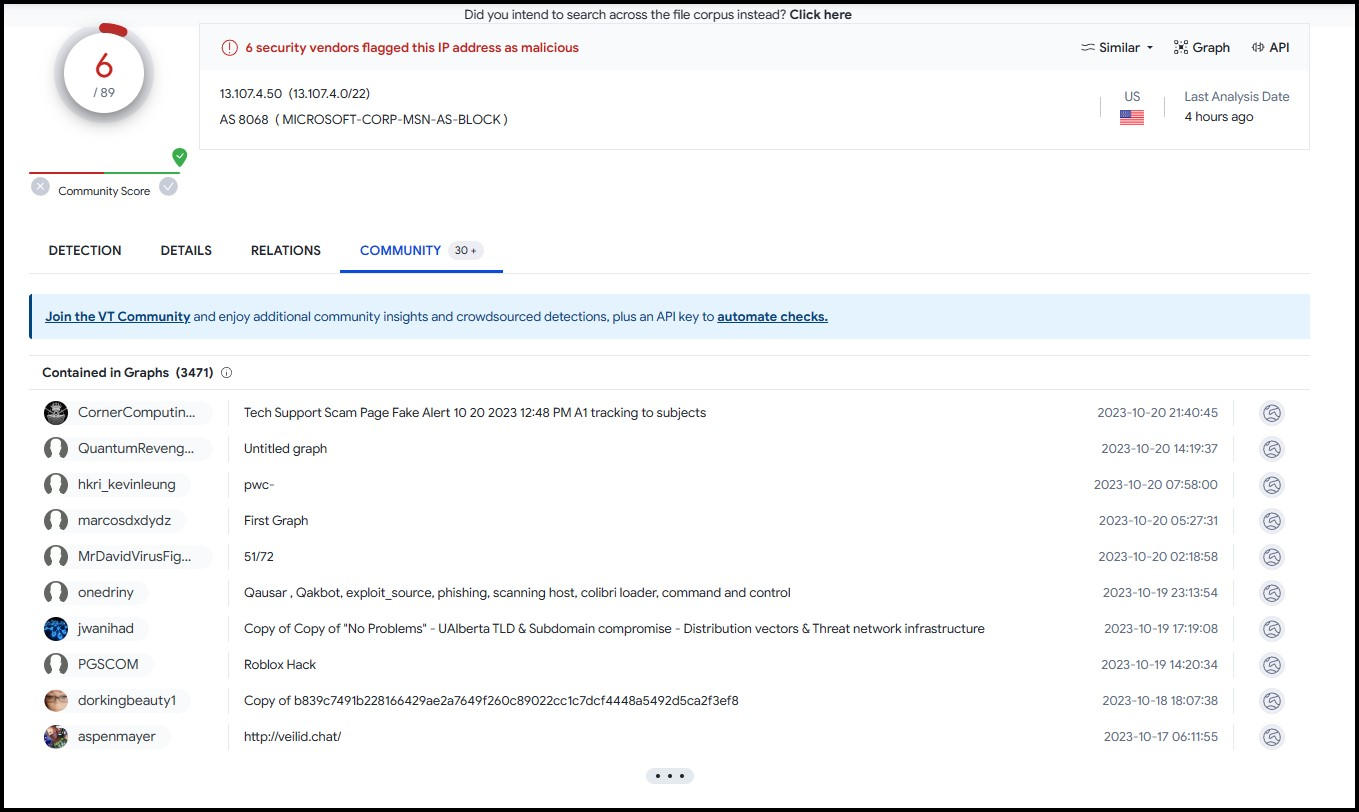 Did you intend to search across the file corpus instead? Click here
6
/ 89
6 security vendors flagged this IP address as malicious
Similar
Graph
API
13.107.4.50 (13.107.4.0/22)
AS 8068 ( MICROSOFT-CORP-MSN-AS-BLOCK )
US
Last Analysis Date
4 hours ago
Community Score
DETECTION
DETAILS
RELATIONS
COMMUNITY 30 +
Join the VT Community and enjoy additional community insights and crowdsourced detections, plus an API key to automate checks.
Contained in Graphs (3471)
CornerComputin... Tech Support Scam Page Fake Alert 10 20 2023 12:48 PM A1 tracking to subjects 2023-10-20 21:40:45
QuantumReveng... Untitled graph 2023-10-20 14:19:37
hkri_kevinleung pwc- 2023-10-20 07:58:00
marcosdxdydz First Graph 2023-10-20 05:27:31
MrDavidVirusFig... 51/72 2023-10-20 02:18:58
onedriny Qausar , Qakbot, exploit_source, phishing, scanning host, colibri loader, command and control 2023-10-19 23:13:54
jwanihad Copy of Copy of "No Problems" - UAlberta TLD & Subdomain compromise - Distribution vectors & Threat network infrastructure 2023-10-19 17:19:08
PGSCOM Roblox Hack 2023-10-19 14:20:34
dorkingbeauty1 Copy of b839c7491b228166429ae2a7649f260c89022cc1c7dcf4448a5492d5ca2f3ef8 2023-10-18 18:07:38
aspenmayer http://veilid.chat/ 2023-10-17 06:11:55